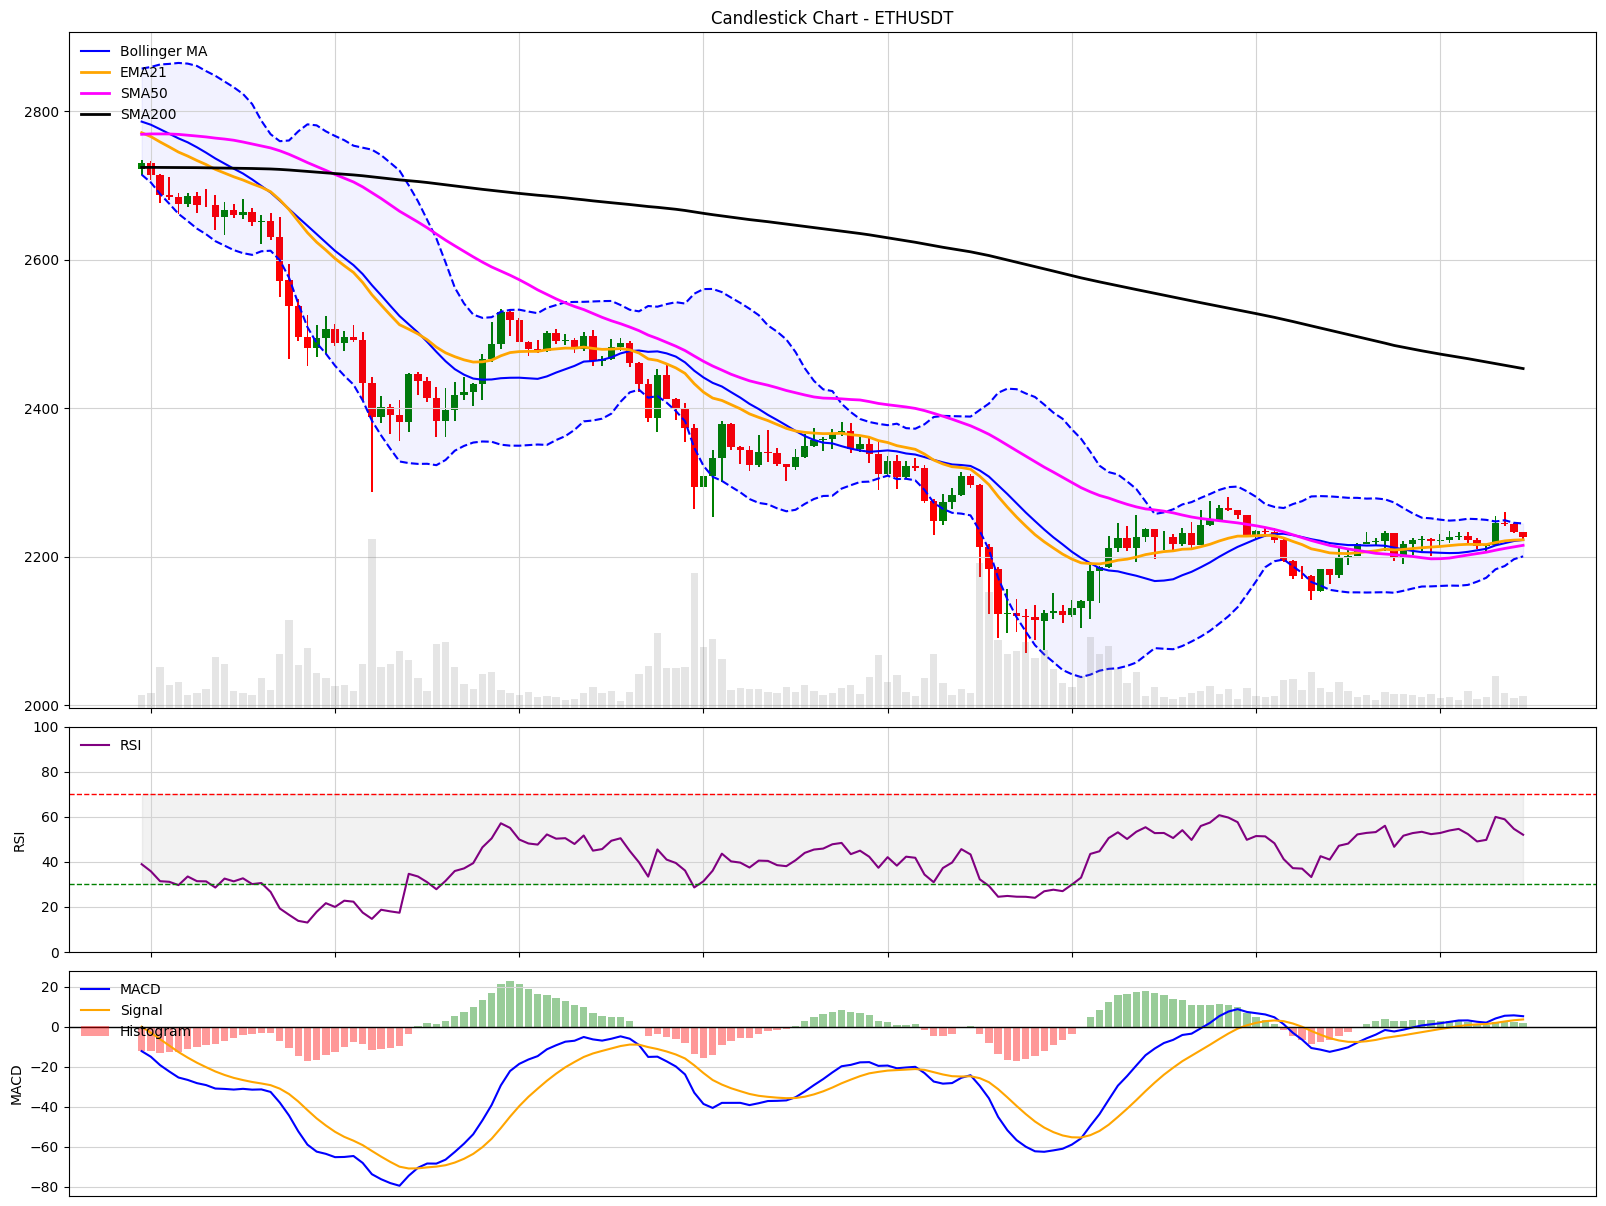 Candlestick Chart - ETHUSDT
Bollinger MA
EMA21
SMA50
SMA200
2800
2600
2400
2200
2000
RSI
100
80
60
40
20
0
RSI
MACD
Signal
Histogram
20
0
−20
−40
−60
−80
MACD